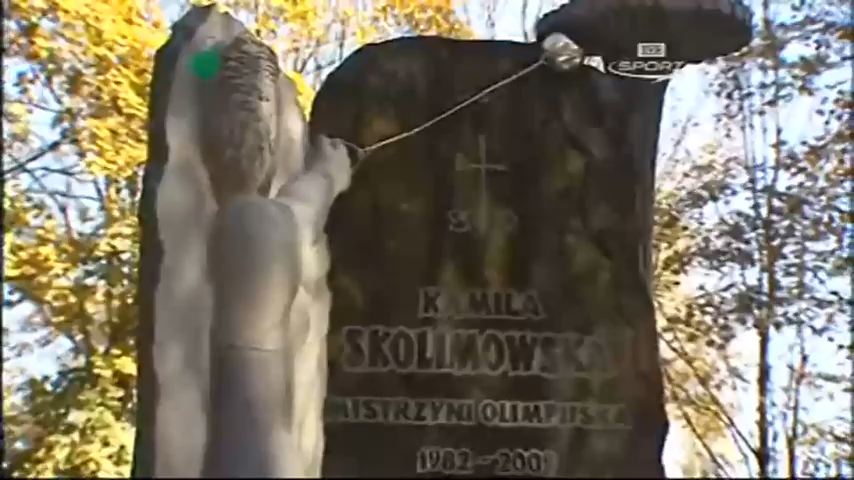 SPORT
Ś P
KAMILA
SKOLIMOWSKA
MISTRZYNI OLIMPIJSKA
1982 - 2009